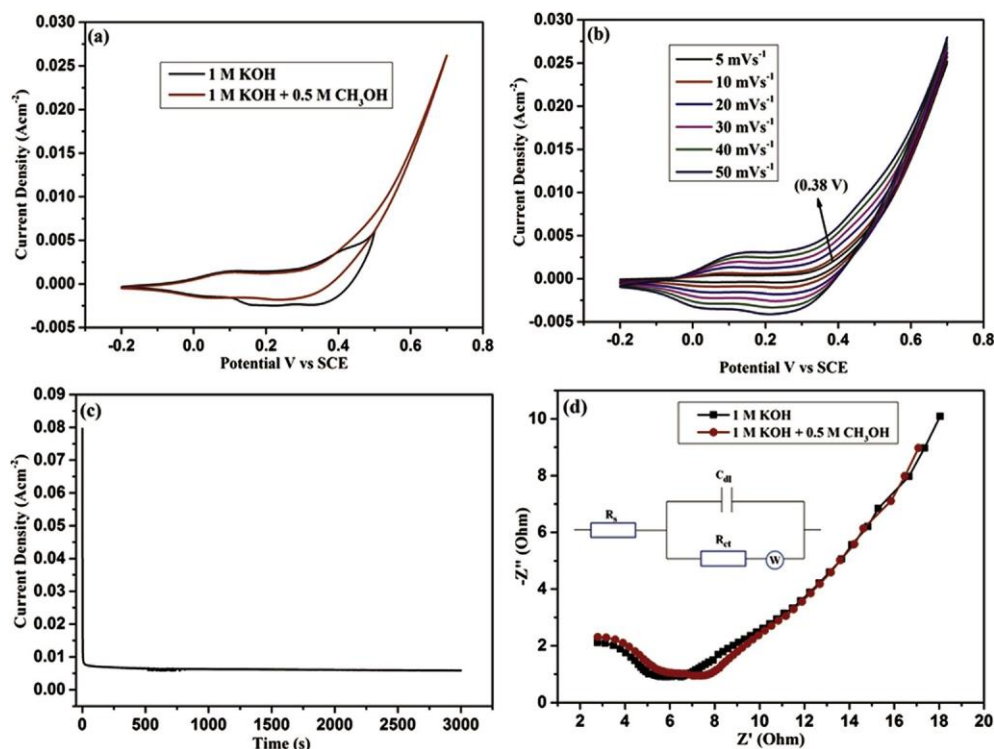 (a)
1 M KOH
1 M KOH + 0.5 M CH₃OH
0.030
0.025
0.020
0.015
0.010
0.005
0.000
-0.005
-0.2 0.0 0.2 0.4 0.6 0.8
Current Density (Acm⁻²)
Potential V vs SCE
(b)
5 mVs⁻¹
10 mVs⁻¹
20 mVs⁻¹
30 mVs⁻¹
40 mVs⁻¹
50 mVs⁻¹
(0.38 V)
0.030
0.025
0.020
0.015
0.010
0.005
0.000
-0.005
-0.2 0.0 0.2 0.4 0.6 0.8
Current Density (Acm⁻²)
Potential V vs SCE
(c)
0.09
0.08
0.07
0.06
0.05
0.04
0.03
0.02
0.01
0.00
0 500 1000 1500 2000 2500 3000
Current Density (Acm⁻²)
Time (s)
(d)
1 M KOH
1 M KOH + 0.5 M CH₃OH
C_dl
R_s
R_ct
W
10
8
6
4
2
0
2 4 6 8 10 12 14 16 18 20
-Z" (Ohm)
Z' (Ohm)